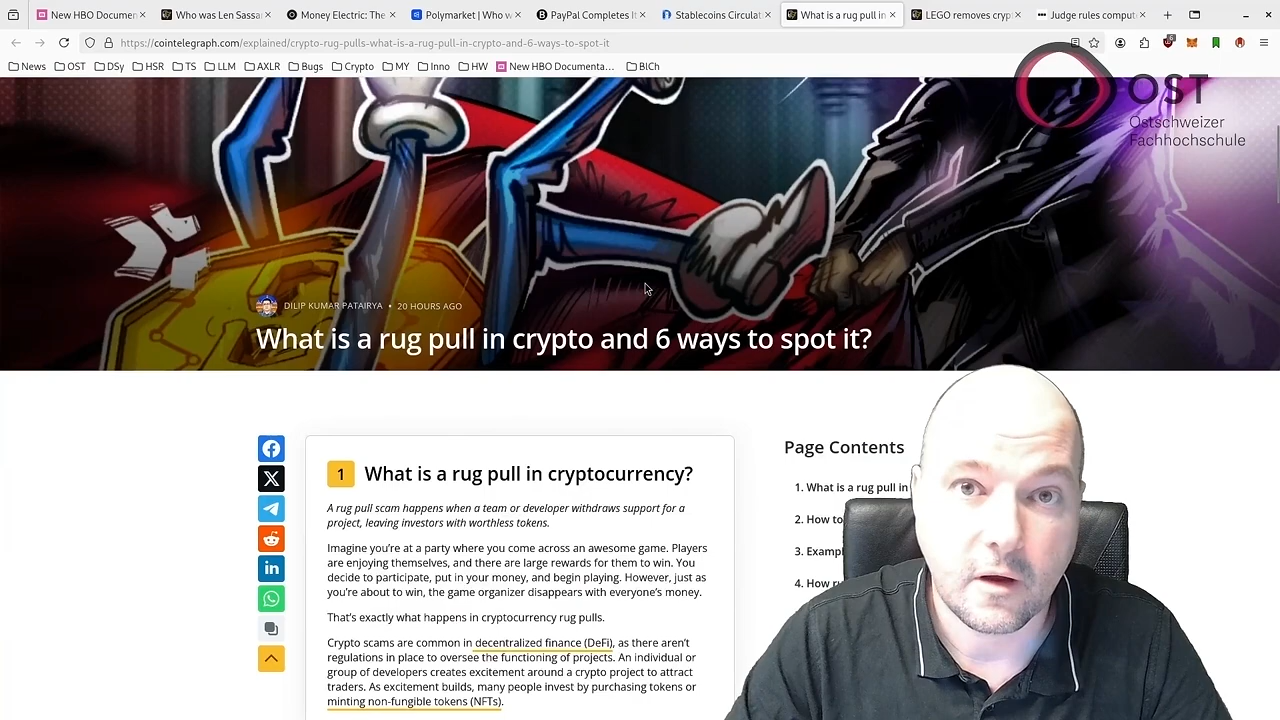 New HBO Documen
Who was Len Sassa
Money Electric: The
Polymarket | Who w
PayPal Completes It
Stablecoins Circulat
What is a rug pull in
LEGO removes cryp
Judge rules comput
https://cointelegraph.com/explained/crypto-rug-pulls-what-is-a-rug-pull-in-crypto-and-6-ways-to-spot-it
News OST DSy HSR TS LLM AXLR Bugs Crypto MY Inno HW New HBO Documenta… BICh
OST
Ostschweizer
Fachhochschule
DILIP KUMAR PATAIRYA • 20 HOURS AGO
What is a rug pull in crypto and 6 ways to spot it?
1 What is a rug pull in cryptocurrency?
A rug pull scam happens when a team or developer withdraws support for a
project, leaving investors with worthless tokens.
Imagine you're at a party where you come across an awesome game. Players
are enjoying themselves, and there are large rewards for them to win. You
decide to participate, put in your money, and begin playing. However, just as
you're about to win, the game organizer disappears with everyone's money.
That's exactly what happens in cryptocurrency rug pulls.
Crypto scams are common in decentralized finance (DeFi), as there aren't
regulations in place to oversee the functioning of projects. An individual or
group of developers creates excitement around a crypto project to attract
traders. As excitement builds, many people invest by purchasing tokens or
minting non-fungible tokens (NFTs).
Page Contents
1. What is a rug pull in
2. How to
3. Exampl
4. How